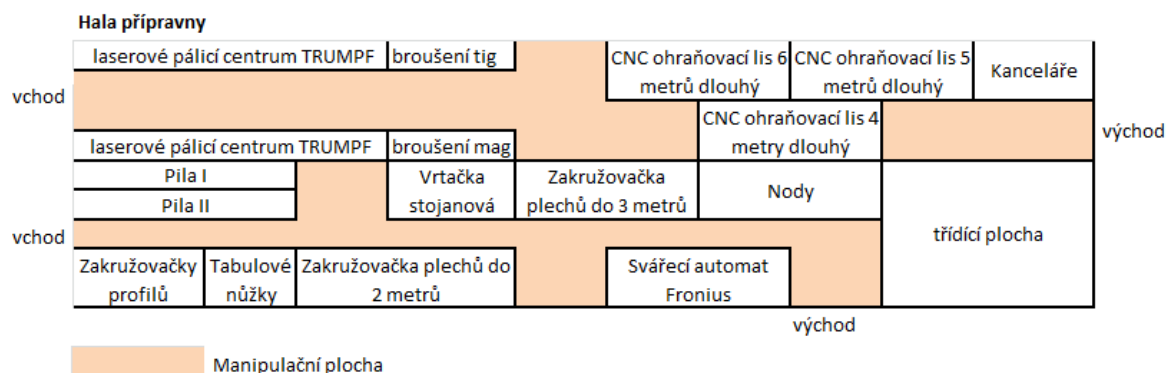 Hala přípravny
laserové pálicí centrum TRUMPF
broušení tig
CNC ohraňovací lis 6
metrů dlouhý
CNC ohraňovací lis 5
metrů dlouhý
Kanceláře
vchod
CNC ohraňovací lis 4
metry dlouhý
východ
laserové pálicí centrum TRUMPF
broušení mag
Pila I
Pila II
Vrtačka
stojanová
Zakružovačka
plechů do 3 metrů
Nody
třídící plocha
vchod
Zakružovačky
profilů
Tabulové
nůžky
Zakružovačka plechů do
2 metrů
Svářecí automat
Fronius
východ
Manipulační plocha